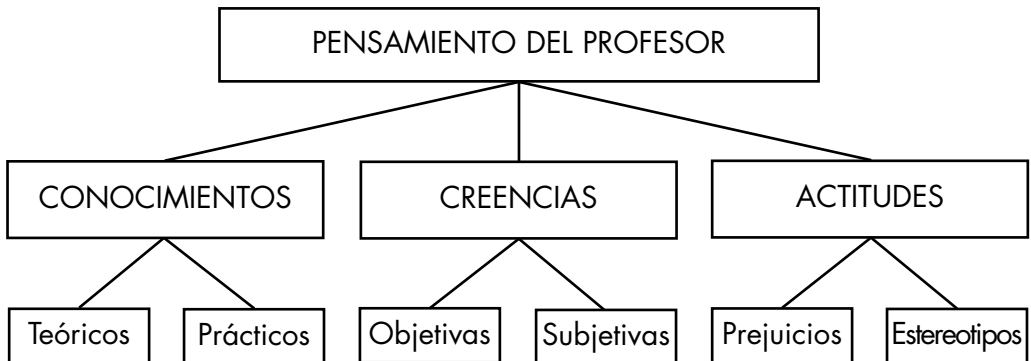 PENSAMIENTO DEL PROFESOR
CONOCIMIENTOS
CREENCIAS
ACTITUDES
Teóricos
Prácticos
Objetivas
Subjetivas
Prejuicios
Estereotipos